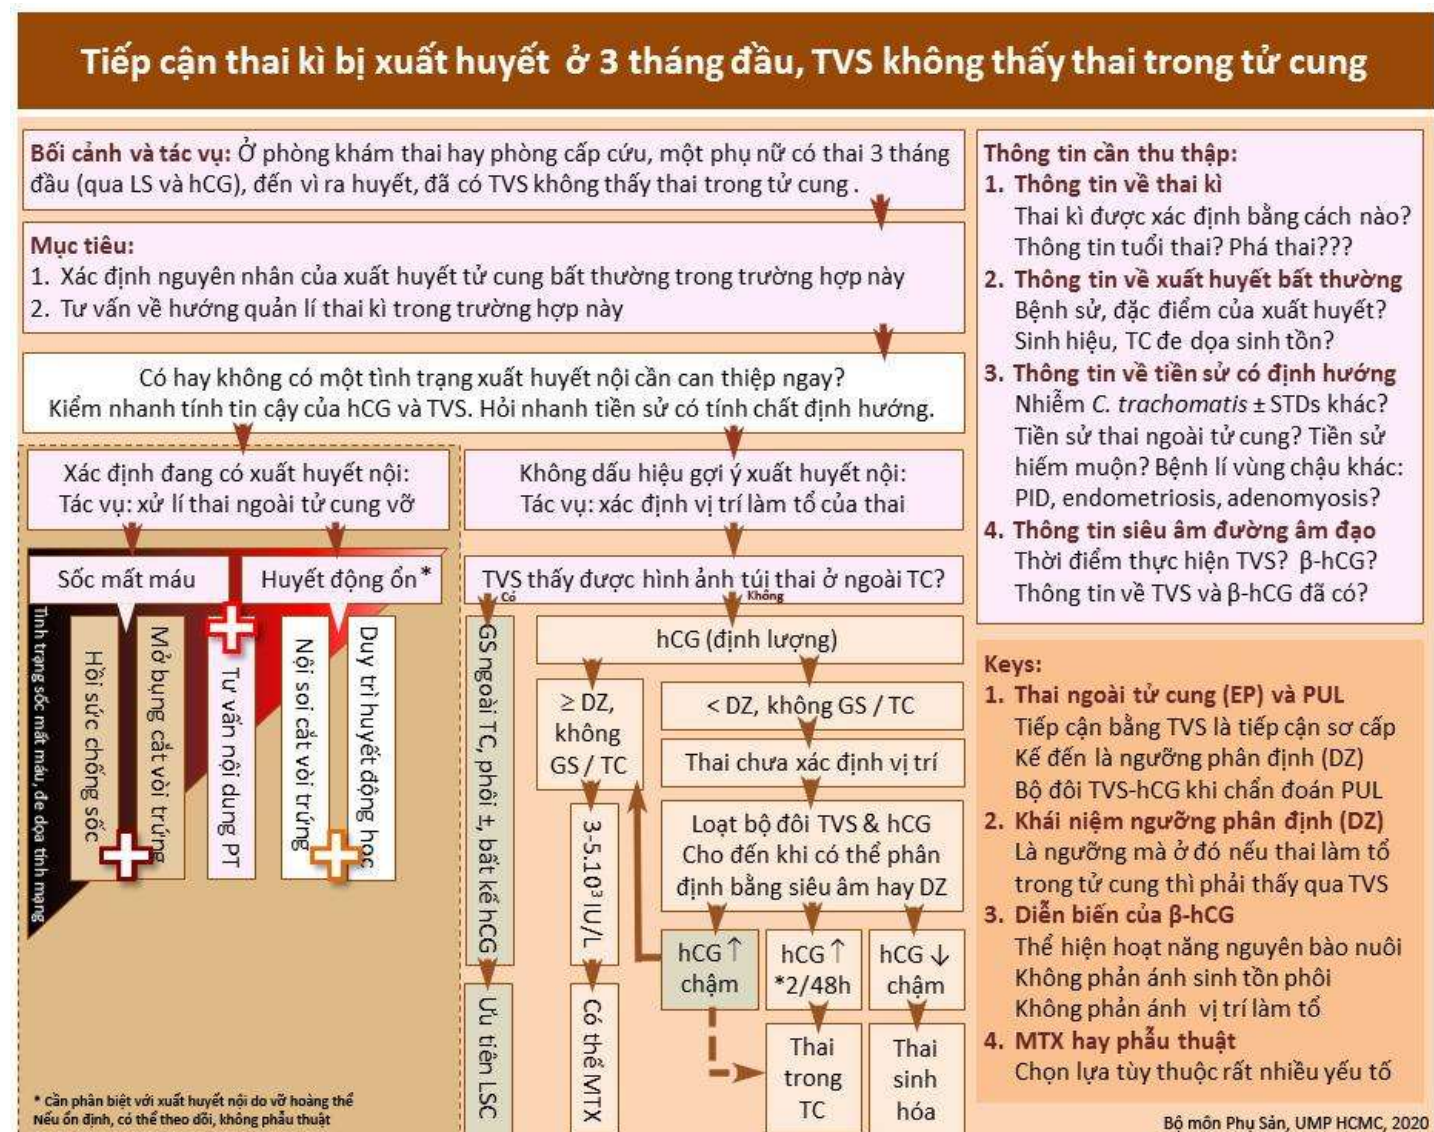 Tiếp cận thai kì bị xuất huyết ở 3 tháng đầu, TVS không thấy thai trong tử cung
Bối cảnh và tác vụ: Ở phòng khám thai hay phòng cấp cứu, một phụ nữ có thai 3 tháng
đầu (qua LS và hCG), đến vì ra huyết, đã có TVS không thấy thai trong tử cung .
Mục tiêu:
1. Xác định nguyên nhân của xuất huyết tử cung bất thường trong trường hợp này
2. Tư vấn về hướng quản lí thai kì trong trường hợp này
Có hay không có một tình trạng xuất huyết nội cần can thiệp ngay?
Kiểm nhanh tính tin cậy của hCG và TVS. Hỏi nhanh tiền sử có tính chất định hướng.
Xác định đang có xuất huyết nội:
Tác vụ: xử lí thai ngoài tử cung vỡ
Không dấu hiệu gợi ý xuất huyết nội:
Tác vụ: xác định vị trí làm tổ của thai
Sốc mất máu
Huyết động ổn *
Tình trạng sốc mất máu, đe dọa tính mạng
Hồi sức chống sốc
Mở bụng cắt vòi trứng
Tư vấn nội dung PT
Nội soi cắt vòi trứng
Duy trì huyết động học
* Cần phân biệt với xuất huyết nội do vỡ hoàng thể
Nếu ổn định, có thể theo dõi, không phẫu thuật
TVS thấy được hình ảnh túi thai ở ngoài TC?
Có
Không
GS ngoài TC, phôi ±, bất kể hCG
Ưu tiên LSC
hCG (định lượng)
≥ DZ,
không
GS / TC
3-5.10³ IU/L
Có thể MTX
< DZ, không GS / TC
Thai chưa xác định vị trí
Loạt bộ đôi TVS & hCG
Cho đến khi có thể phân
định bằng siêu âm hay DZ
hCG ↑
chậm
hCG ↑
*2/48h
hCG ↓
chậm
Thai
trong
TC
Thai
sinh
hóa
Thông tin cần thu thập:
1. Thông tin về thai kì
Thai kì được xác định bằng cách nào?
Thông tin tuổi thai? Phá thai???
2. Thông tin về xuất huyết bất thường
Bệnh sử, đặc điểm của xuất huyết?
Sinh hiệu, TC đe dọa sinh tồn?
3. Thông tin về tiền sử có định hướng
Nhiễm C. trachomatis ± STDs khác?
Tiền sử thai ngoài tử cung? Tiền sử
hiếm muộn? Bệnh lí vùng chậu khác:
PID, endometriosis, adenomyosis?
4. Thông tin siêu âm đường âm đạo
Thời điểm thực hiện TVS? β-hCG?
Thông tin về TVS và β-hCG đã có?
Keys:
1. Thai ngoài tử cung (EP) và PUL
Tiếp cận bằng TVS là tiếp cận sơ cấp
Kế đến là ngưỡng phân định (DZ)
Bộ đôi TVS-hCG khi chẩn đoán PUL
2. Khái niệm ngưỡng phân định (DZ)
Là ngưỡng mà ở đó nếu thai làm tổ
trong tử cung thì phải thấy qua TVS
3. Diễn biến của β-hCG
Thể hiện hoạt năng nguyên bào nuôi
Không phản ánh sinh tồn phôi
Không phản ánh vị trí làm tổ
4. MTX hay phẫu thuật
Chọn lựa tùy thuộc rất nhiều yếu tố
Bộ môn Phụ Sản, UMP HCMC, 2020